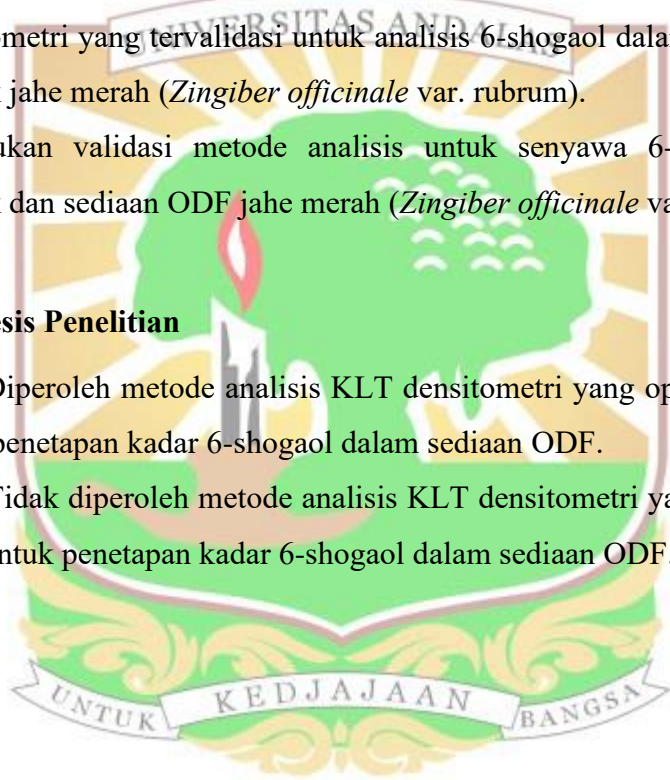 UNIVERSITAS ANDALAS
ometri yang tervalidasi untuk analisis 6-shogaol dalam
jahe merah (Zingiber officinale var. rubrum).
ukan validasi metode analisis untuk senyawa 6-
dan sediaan ODF jahe merah (Zingiber officinale va
esis Penelitian
Diperoleh metode analisis KLT densitometri yang op
penetapan kadar 6-shogaol dalam sediaan ODF.
Tidak diperoleh metode analisis KLT densitometri ya
ntuk penetapan kadar 6-shogaol dalam sediaan ODF.
UNTUK KEDJAJAAN BANGSA